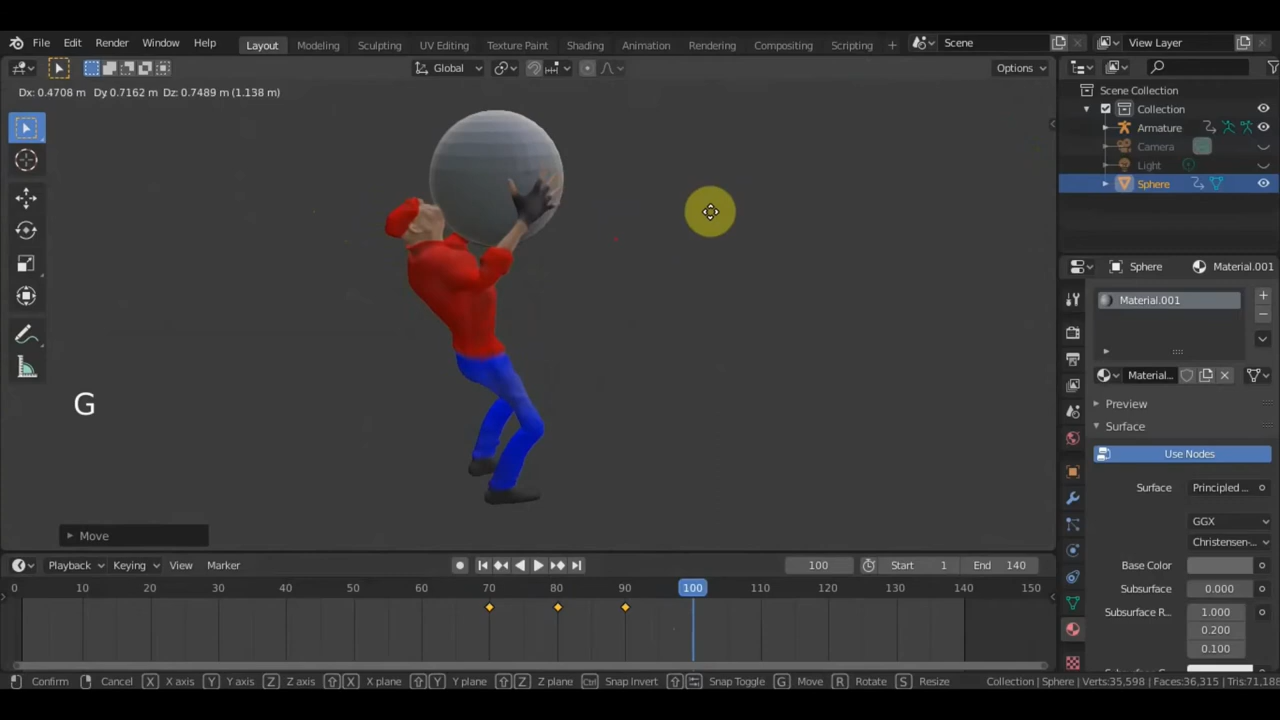 File Edit Render Window Help Layout Modeling Sculpting UV Editing Texture Paint Shading Animation Rendering Compositing Scripting + Scene View Layer
Global Options
Dx: 0.4708 m Dy 0.7162 m Dz: 0.7489 m (1.138 m)
Scene Collection
Collection
Armature
Camera
Light
Sphere
Sphere Material.001
Material.001
Material...
Preview
Surface
Use Nodes
Surface Principled ...
GGX
Christensen-...
Base Color
Subsurface 0.000
Subsurface R... 1.000
0.200
0.100
G
Move
Playback Keying View Marker 100 Start 1 End 140
0 10 20 30 40 50 60 70 80 90 100 110 120 130 140 150
Confirm Cancel X X axis Y Y axis Z Z axis X X plane Y Y plane Z Z plane Ctrl Snap Invert Snap Toggle G Move R Rotate S Resize Collection | Sphere | Verts:35,598 | Faces:36,315 | Tris:71,188